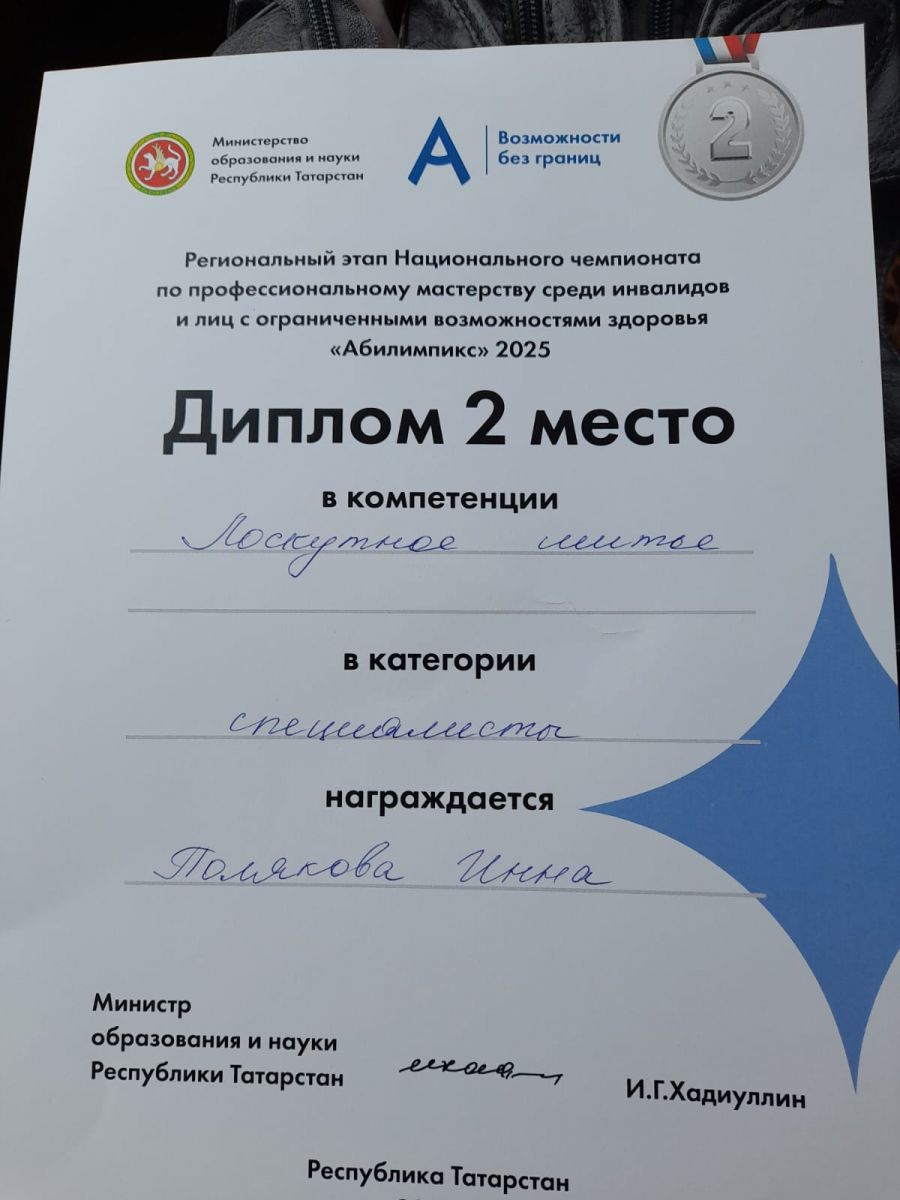 Министерство
образования и науки
Республики Татарстан
Возможности
без границ
2
Региональный этап Национального чемпионата
по профессиональному мастерству среди инвалидов
и лиц с ограниченными возможностями здоровья
«Абилимпикс» 2025
Диплом 2 место
в компетенции
Лоскутное шитье
в категории
специалисты
награждается
Полякова Инна
Министр
образования и науки
Республики Татарстан
И.Г.Хадиуллин
Республика Татарстан